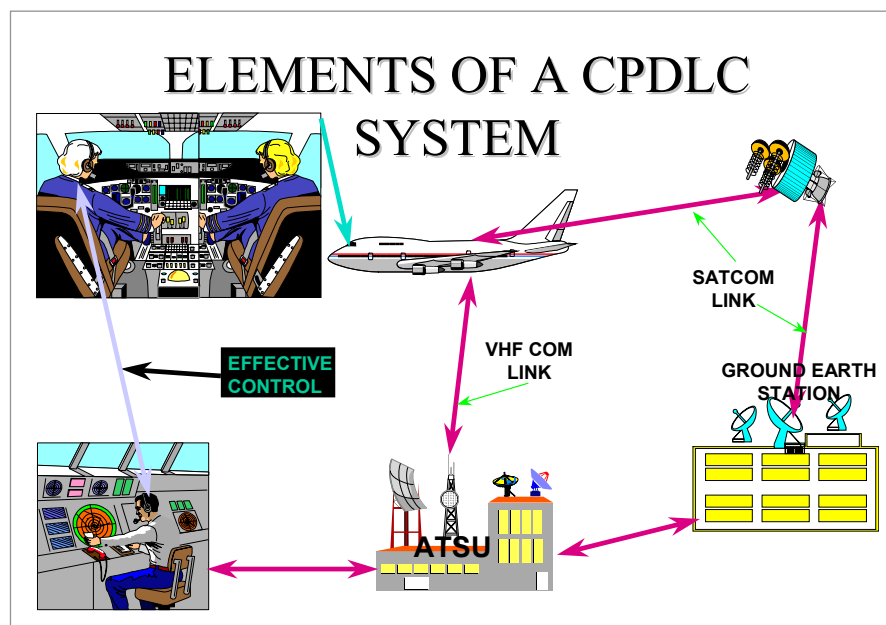 ELEMENTS OF A CPDLC
SYSTEM
SATCOM
LINK
VHF COM
LINK
EFFECTIVE
CONTROL
GROUND EARTH
STATION
ATSU